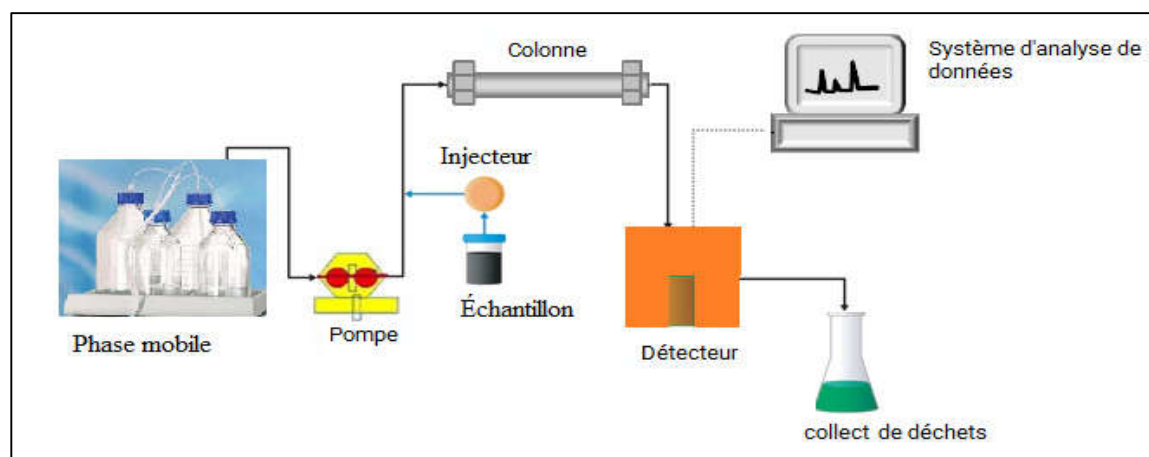 Colonne
Système d'analyse de
données
Injecteur
Échantillon
Phase mobile
Pompe
Détecteur
collect de déchets